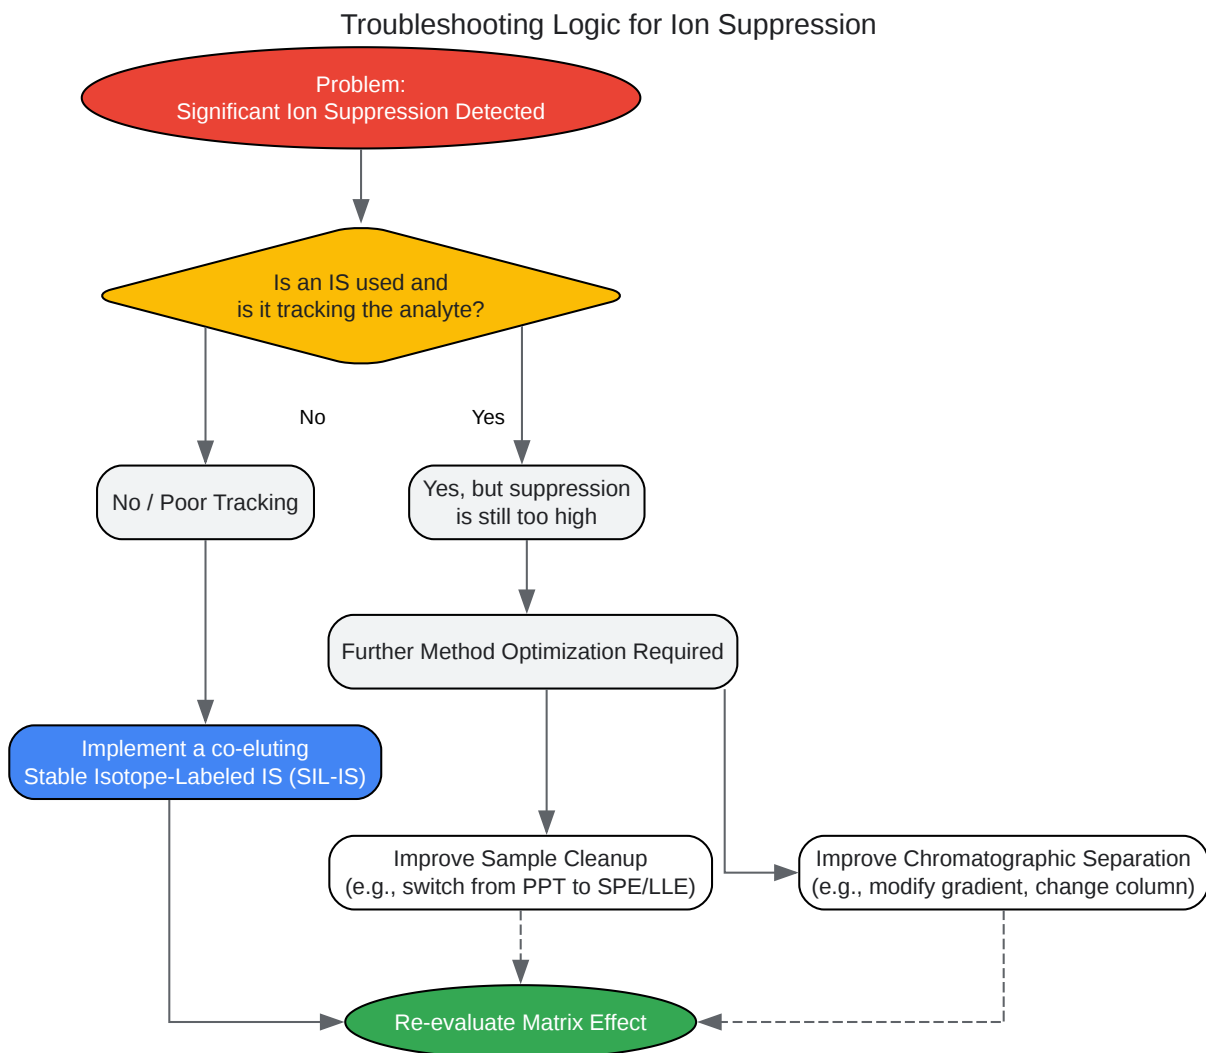 Troubleshooting Logic for Ion Suppression
Problem:
Significant Ion Suppression Detected
Is an IS used and
is it tracking the analyte?
No
Yes
No / Poor Tracking
Yes, but suppression
is still too high
Further Method Optimization Required
Implement a co-eluting
Stable Isotope-Labeled IS (SIL-IS)
Improve Sample Cleanup
(e.g., switch from PPT to SPE/LLE)
Improve Chromatographic Separation
(e.g., modify gradient, change column)
Re-evaluate Matrix Effect